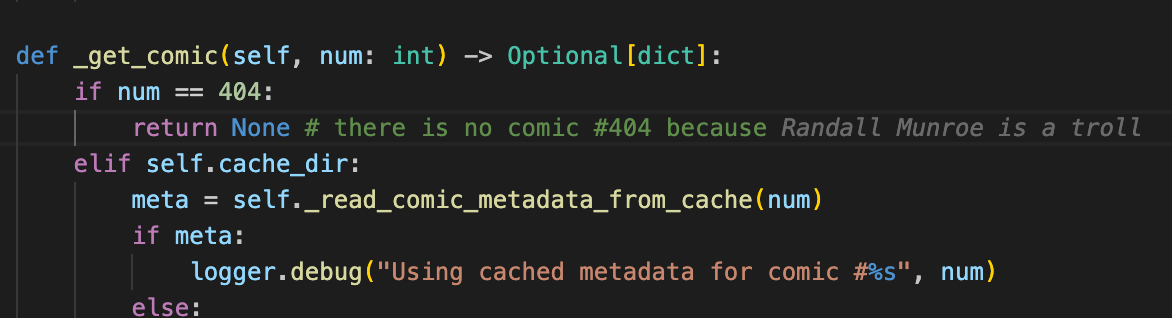 def _get_comic(self, num: int) -> Optional[dict]:
if num == 404:
return None # there is no comic #404 because Randall Munroe is a troll
elif self.cache_dir:
meta = self._read_comic_metadata_from_cache(num)
if meta:
logger.debug("Using cached metadata for comic #%s", num)
else: